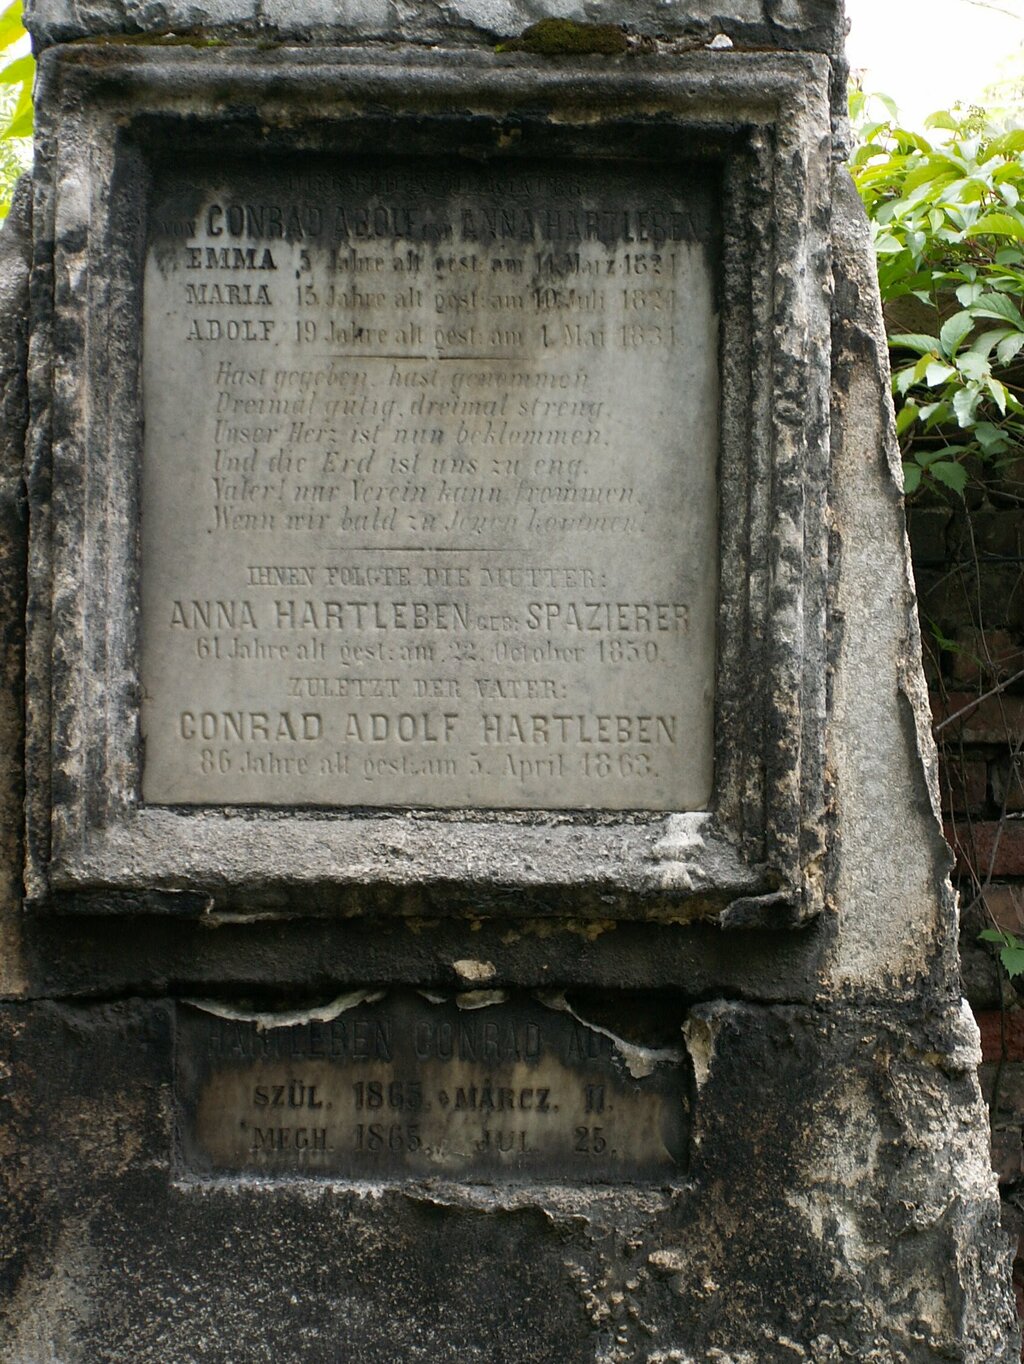 VON CONRAD ADOLF UND ANNA HARTLEBEN
EMMA 5 Jahre alt gest: am 14. März 1821
MARIA 15 Jahre alt gest: am 10. Juli 1824
ADOLF, 19 Jahre alt gest: am 1. Mai 1831
Hast gegeben, hast genommen
Dreimal gütig, dreimal streng,
Unser Herz ist nun beklommen,
Und die Erd ist uns zu eng.
Vater! nur Verein kann frommen,
Wenn wir bald zu Jenen kommen!
IHNEN FOLGTE DIE MUTTER:
ANNA HARTLEBEN GEB: SPAZIERER
61 Jahre alt gest: am 22. October 1850.
ZULETZT DER VATER:
CONRAD ADOLF HARTLEBEN
86 Jahre alt gest: am 5. April 1863.
HARTLEBEN CONRAD
SZÜL. 1865. MÁRCZ. 11.
MEGH. 1865. JUL. 25.